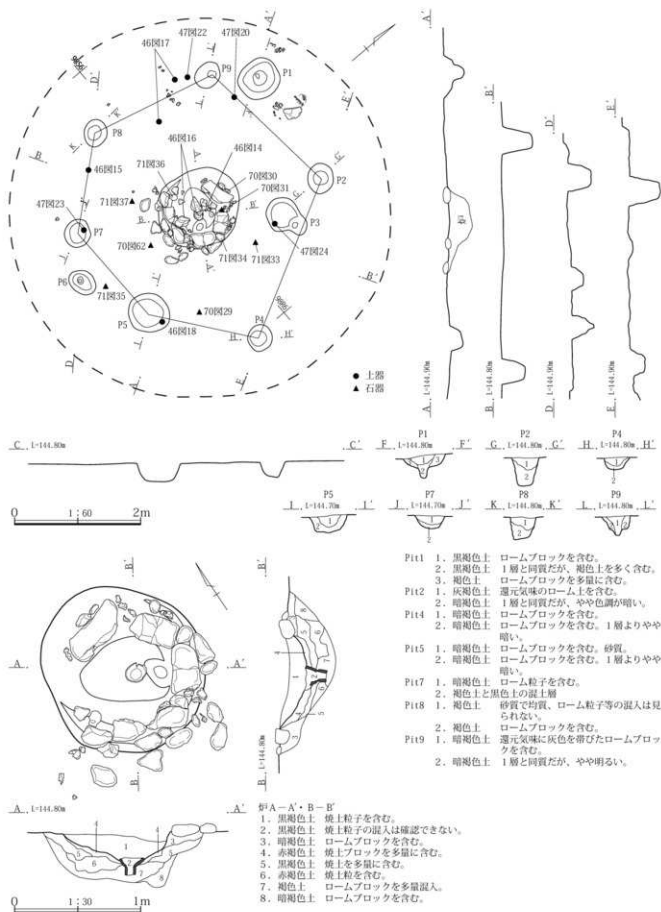 46図17
47図22
47図20
A'
P9
P1
D'
E'
P8
K'
K
B
46図15
46図16
71図36
46図14
70図30
70図31
G'
P2
71図37
A
B'
G
P3
47図23
P7
70図62
71図34
71図33
47図24
P6
71図35
A'
B'
P5
70図29
46図18
P4
H
H'
D
A
E
● 土器
▲ 石器
A'
B'
D'
E'
炉
A L=144.90m
B L=144.80m
D L=144.90m
E L=144.90m
C L=144.80m C'
P1
F L=144.80m F'
P2
G L=144.80m G'
P4
H L=144.80m H'
0 1:60 2m
P5
I L=144.70m I'
P7
J L=144.70m J'
P8
K L=144.80m K'
P9
L L=144.80m L'
Pit1 1. 黒褐色土 ロームブロックを含む。
2. 黒褐色土 1層と同質だが、褐色土を多く含む。
3. 褐色土 ロームブロックを多量に含む。
Pit2 1. 灰褐色土 還元気味のローム土を含む。
2. 暗褐色土 1層と同質だが、やや色調が暗い。
Pit4 1. 暗褐色土 ロームブロックを含む。
2. 暗褐色土 ロームブロックを含む。1層よりやや
暗い。
Pit5 1. 暗褐色土 ロームブロックを含む。砂質。
2. 暗褐色土 ロームブロックを含む。1層よりやや
暗い。
Pit7 1. 暗褐色土 ローム粒子を含む。
2. 褐色土と黒色土の混土層
Pit8 1. 褐色土 砂質で均質、ローム粒子等の混入は見
られない。
2. 褐色土 ロームブロックを含む。
Pit9 1. 暗褐色土 還元気味に灰色を帯びたロームブロッ
クを含む。
2. 暗褐色土 1層と同質だが、やや明るい。
B'
A
A'
B
B'
B L=144.80m
A L=144.80m A'
0 1:30 1m
炉A－A'・B－B'
1. 黒褐色土 焼土粒子を含む。
2. 黒褐色土 焼土粒子の混入は確認できない。
3. 暗褐色土 ロームブロックを含む。
4. 赤褐色土 焼土ブロックを多量に含む。
5. 黒褐色土 焼土を多量に含む。
6. 赤褐色土 焼土粒を含む。
7. 褐色土 ロームブロックを多量混入。
8. 暗褐色土 ロームブロックを含む。